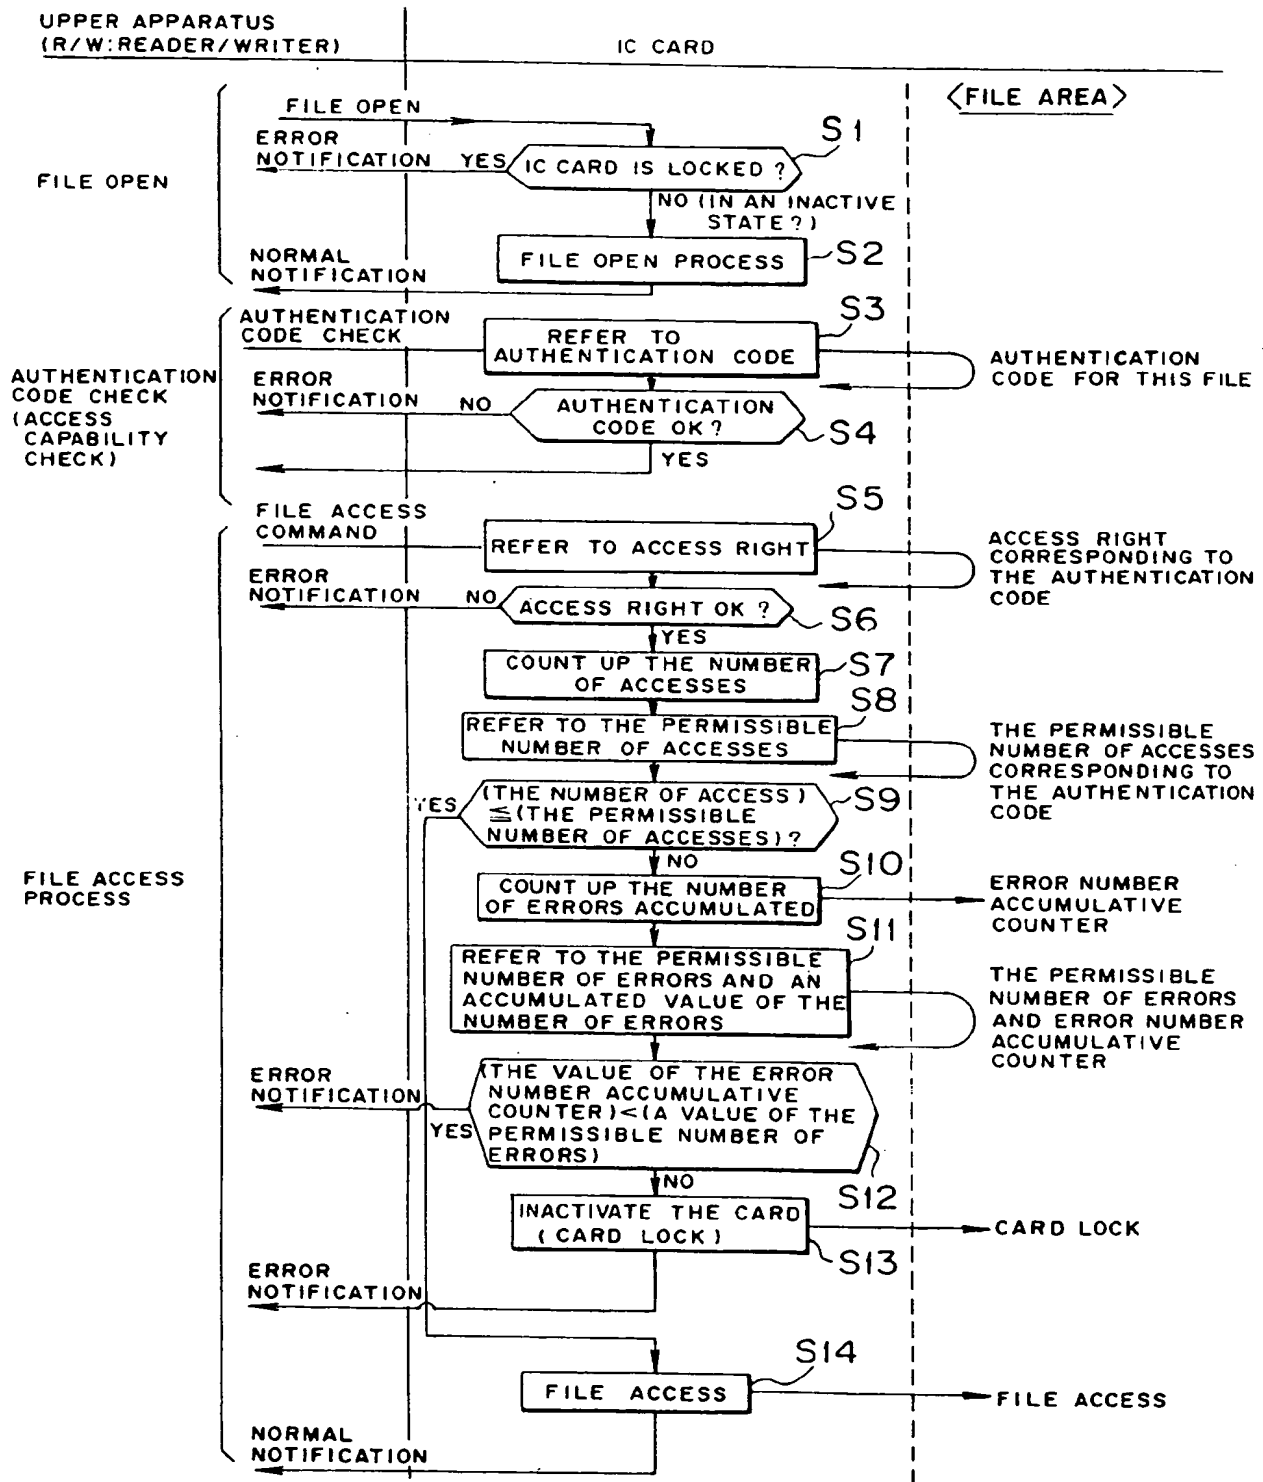 UPPER APPARATUS
(R/W:READER/WRITER)
IC CARD
<FILE AREA>
FILE OPEN
FILE OPEN
S1
ERROR
NOTIFICATION
YES
IC CARD IS LOCKED ?
NO (IN AN INACTIVE
STATE?)
S2
FILE OPEN PROCESS
NORMAL
NOTIFICATION
AUTHENTICATION
CODE CHECK
(ACCESS
CAPABILITY
CHECK)
AUTHENTICATION
CODE CHECK
S3
REFER TO
AUTHENTICATION CODE
AUTHENTICATION
CODE FOR THIS FILE
ERROR
NOTIFICATION
NO
AUTHENTICATION
CODE OK?
S4
YES
FILE ACCESS
PROCESS
FILE ACCESS
COMMAND
S5
REFER TO ACCESS RIGHT
ACCESS RIGHT
CORRESPONDING TO
THE AUTHENTICATION
CODE
ERROR
NOTIFICATION
NO
ACCESS RIGHT OK ?
S6
YES
COUNT UP THE NUMBER
OF ACCESSES
S7
S8
REFER TO THE PERMISSIBLE
NUMBER OF ACCESSES
THE PERMISSIBLE
NUMBER OF ACCESSES
CORRESPONDING TO
THE AUTHENTICATION
CODE
YES
(THE NUMBER OF ACCESS)
≦(THE PERMISSIBLE
NUMBER OF ACCESSES)?
S9
NO
S10
COUNT UP THE NUMBER
OF ERRORS ACCUMULATED
ERROR NUMBER
ACCUMULATIVE
COUNTER
S11
REFER TO THE PERMISSIBLE
NUMBER OF ERRORS AND AN
ACCUMULATED VALUE OF THE
NUMBER OF ERRORS
THE PERMISSIBLE
NUMBER OF ERRORS
AND ERROR NUMBER
ACCUMULATIVE
COUNTER
ERROR
NOTIFICATION
YES
(THE VALUE OF THE ERROR
NUMBER ACCUMULATIVE
COUNTER)<(A VALUE OF THE
PERMISSIBLE NUMBER OF
ERRORS)
S12
NO
INACTIVATE THE CARD
(CARD LOCK)
S13
CARD LOCK
ERROR
NOTIFICATION
S14
FILE ACCESS
FILE ACCESS
NORMAL
NOTIFICATION